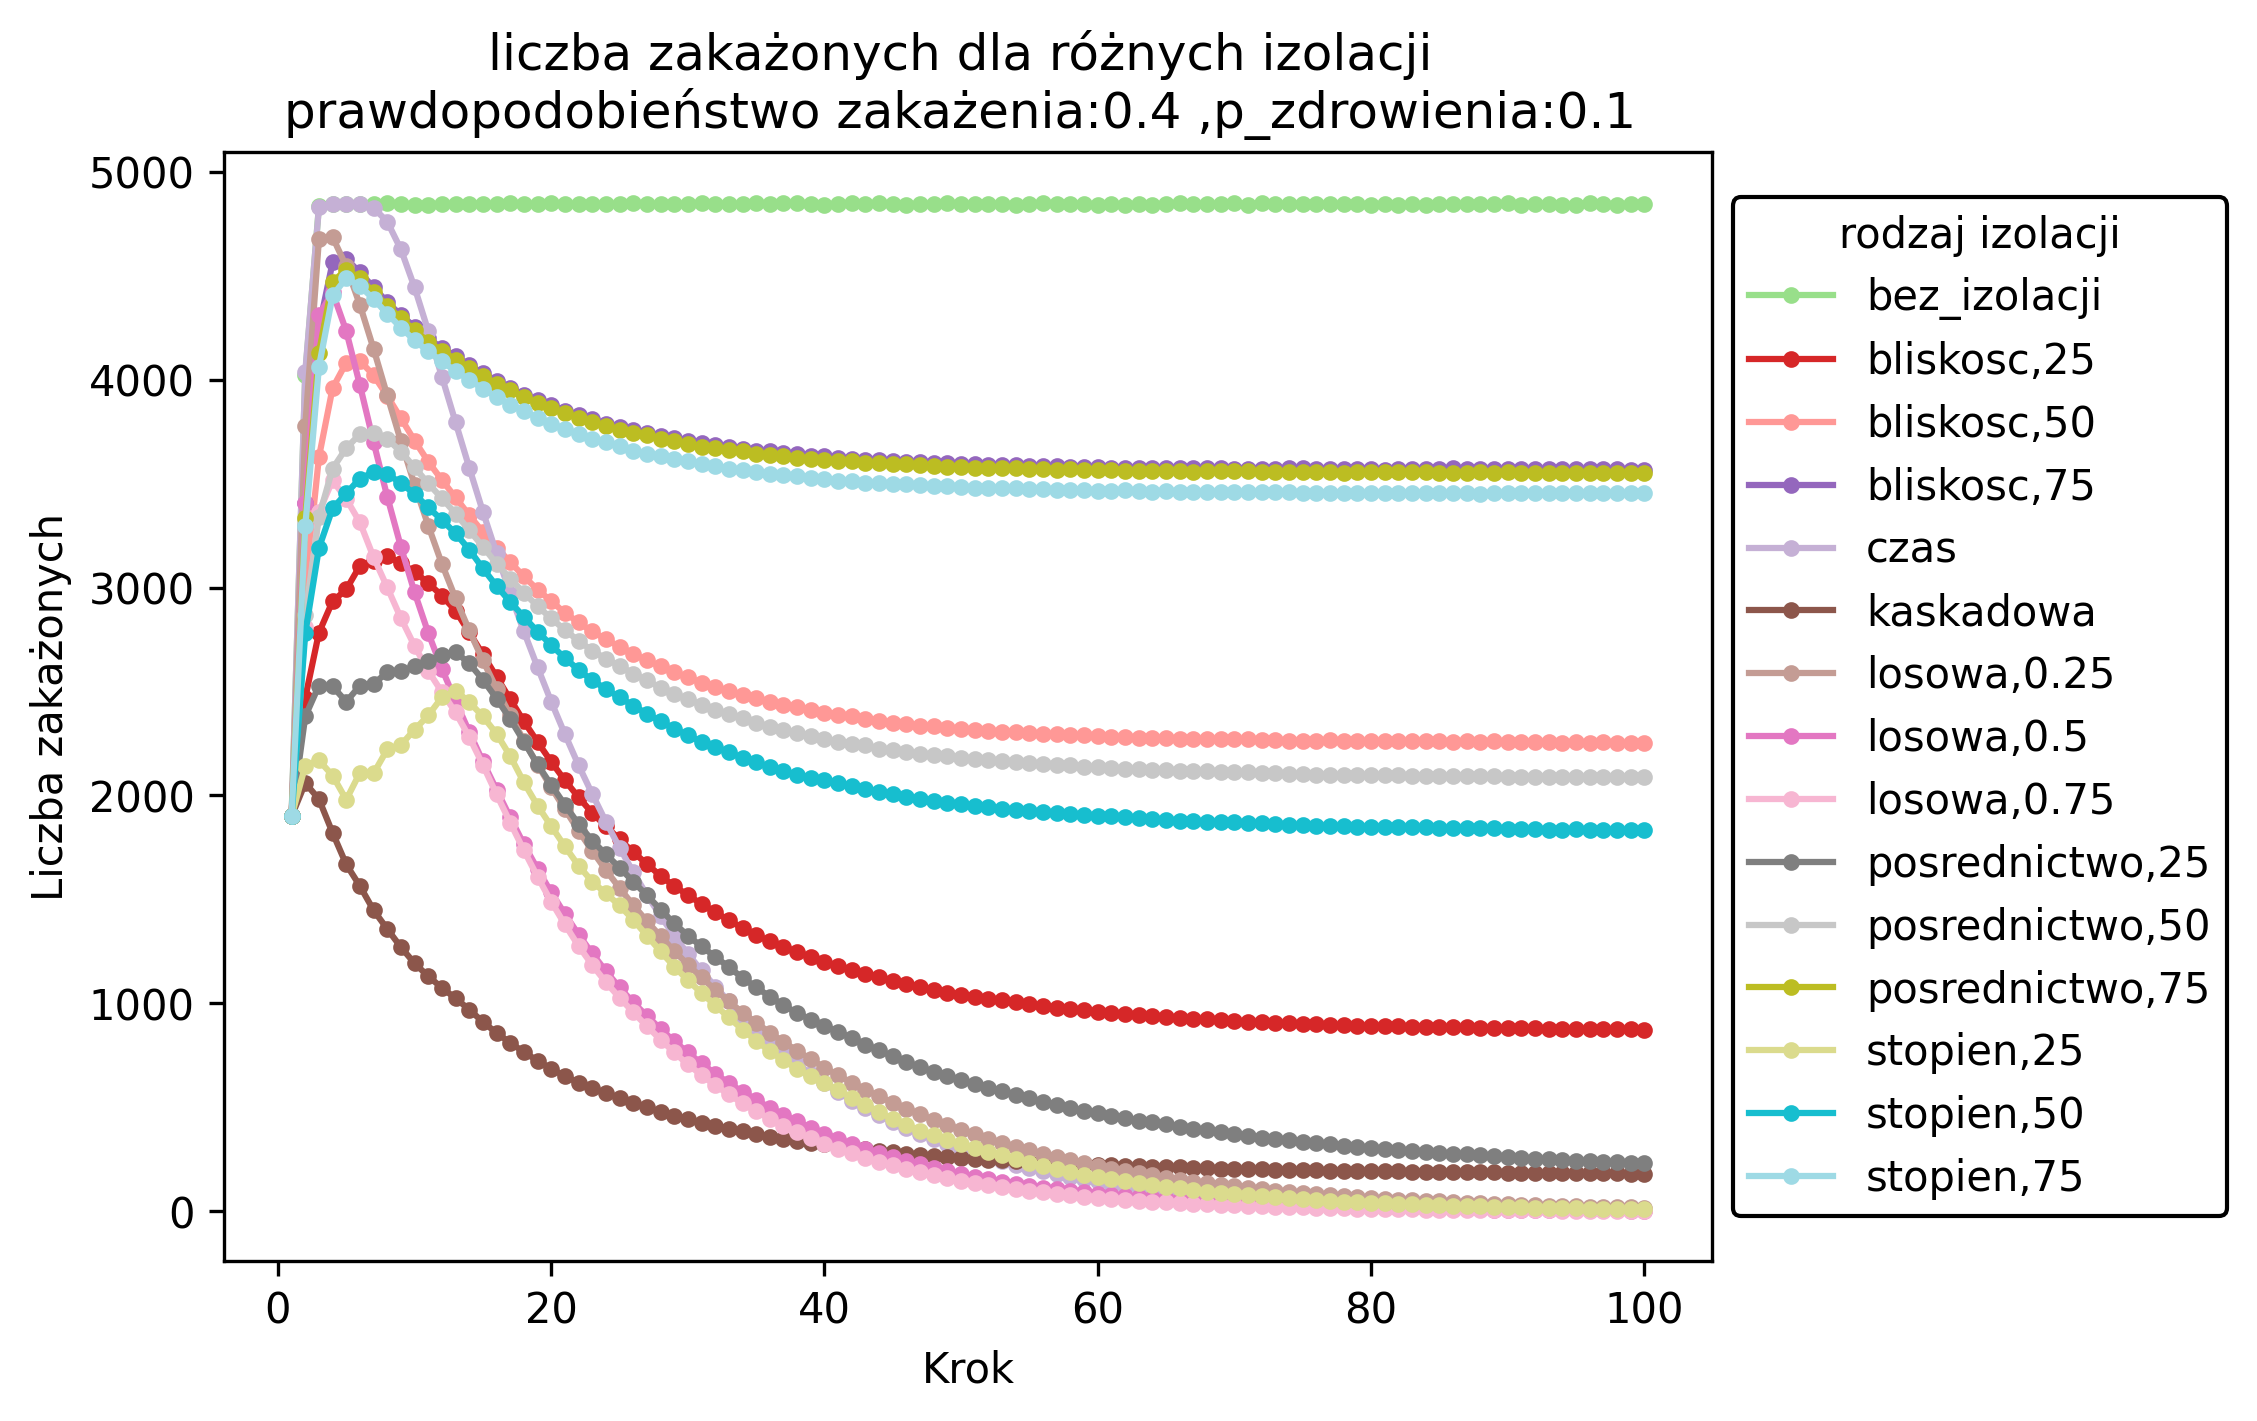 liczba zakażonych dla różnych izolacji
prawdopodobieństwo zakażenia:0.4 ,p_zdrowienia:0.1
5000
4000
3000
2000
1000
0
Liczba zakażonych
0 20 40 60 80 100
Krok
rodzaj izolacji
bez_izolacji
bliskosc,25
bliskosc,50
bliskosc,75
czas
kaskadowa
losowa,0.25
losowa,0.5
losowa,0.75
posrednictwo,25
posrednictwo,50
posrednictwo,75
stopien,25
stopien,50
stopien,75